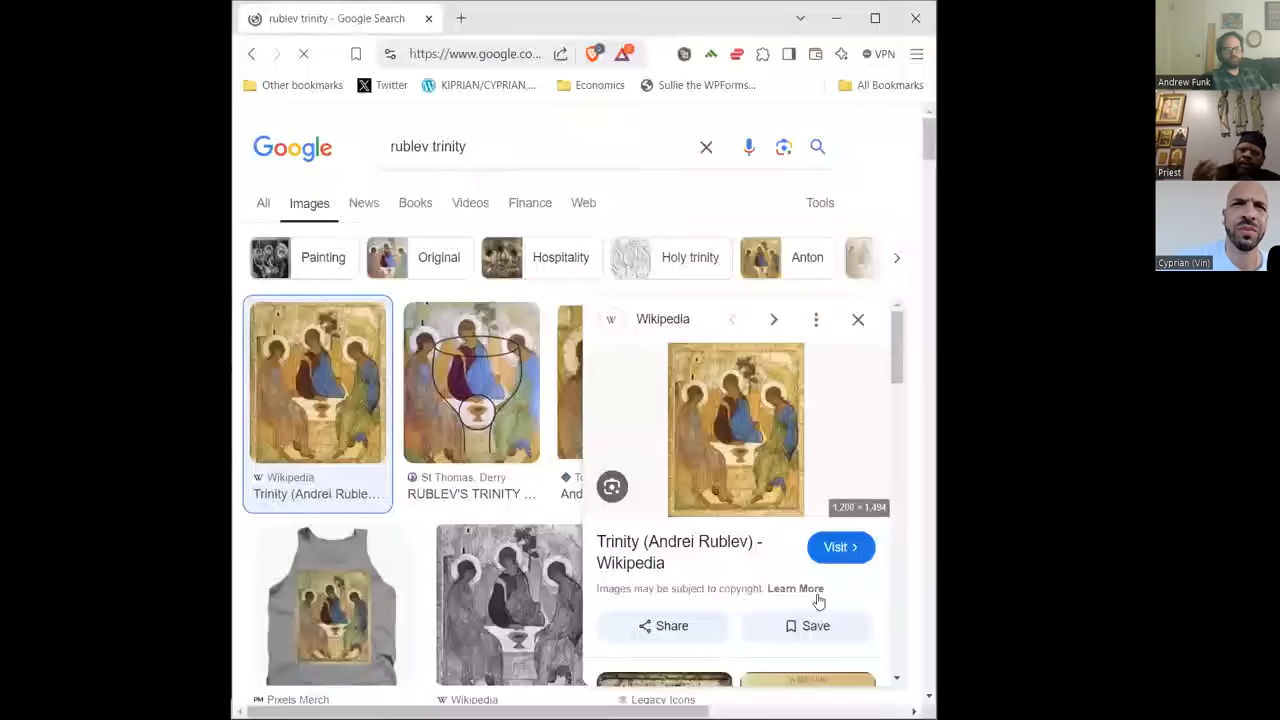 rublev trinity - Google Search
https://www.google.co...
VPN
Other bookmarks
Twitter
KIPRIAN/CYPRIAN,...
Economics
Sullie the WPForms...
All Bookmarks
Google
rublev trinity
All
Images
News
Books
Videos
Finance
Web
Tools
Painting
Original
Hospitality
Holy trinity
Anton
W
Wikipedia
1,200 × 1,494
W Wikipedia
Trinity (Andrei Ruble...
St Thomas, Derry
RUBLEV'S TRINITY ...
To
And
Trinity (Andrei Rublev) -
Wikipedia
Visit
Images may be subject to copyright. Learn More
Share
Save
PM Pixels Merch
W Wikipedia
Legacy Icons
Andrew Funk
Priest
Cyprian (Vin)